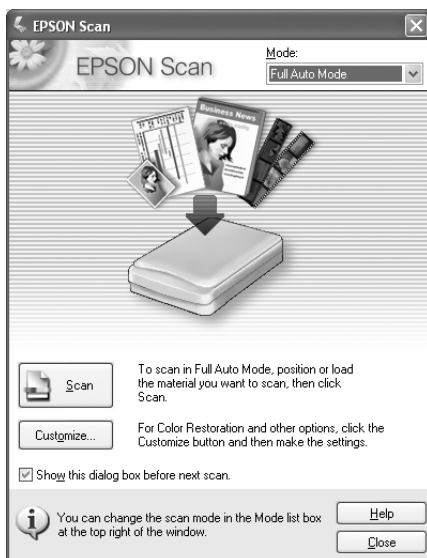 EPSON Scan
EPSON Scan
Mode:
Full Auto Mode
Business News
Scan
To scan in Full Auto Mode, position or load
the material you want to scan, then click
Scan.
Customize...
For Color Restoration and other options, click the
Customize button and then make the settings.
Show this dialog box before next scan.
You can change the scan mode in the Mode list box
at the top right of the window.
Help
Close